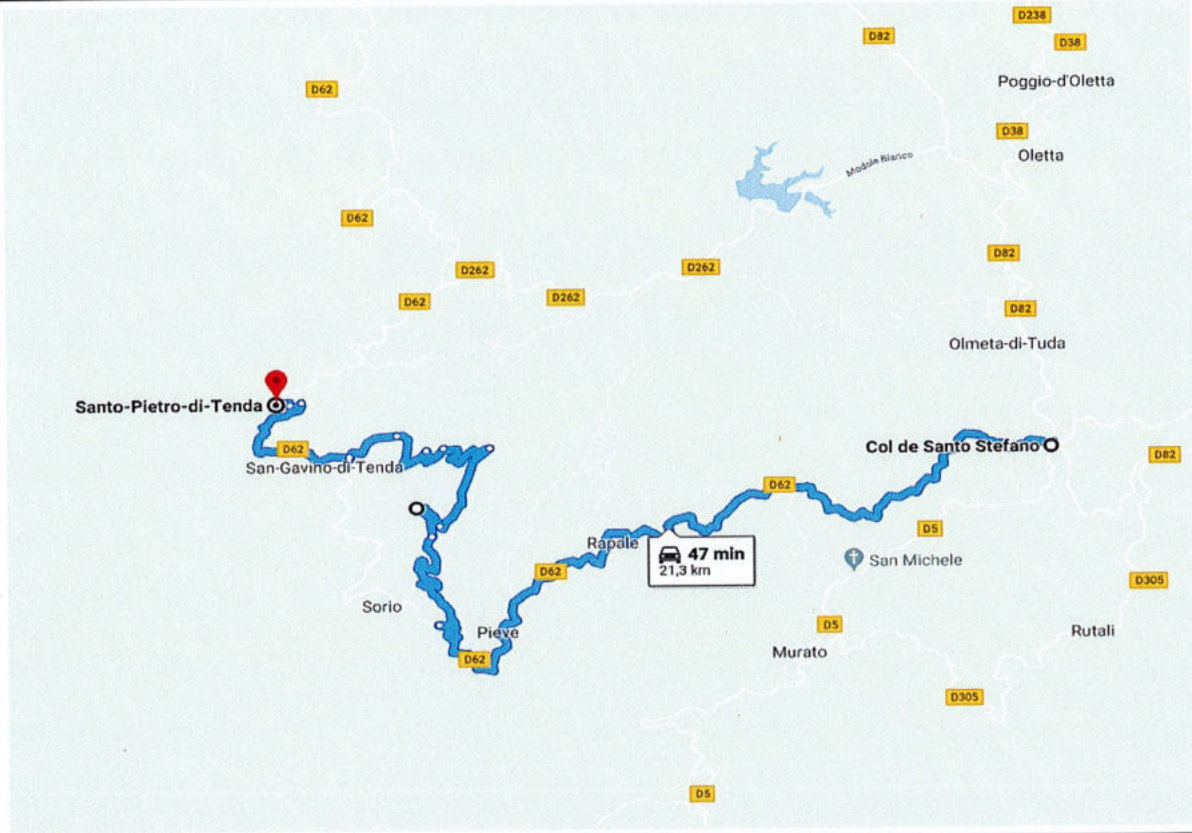 D238
D82
D38
Poggio-d'Oletta
D62
D38
Oletta
Modole Bianco
D62
D82
D262
D262
D62
D262
D82
Olmeta-di-Tuda
Santo-Pietro-di-Tenda
D62
Col de Santo Stefano
D82
San-Gavino-di-Tenda
D62
D5
Rapale
47 min
21,3 km
San Michele
D62
D305
Sorio
Pieve
D5
Rutali
Murato
D62
D305
D5